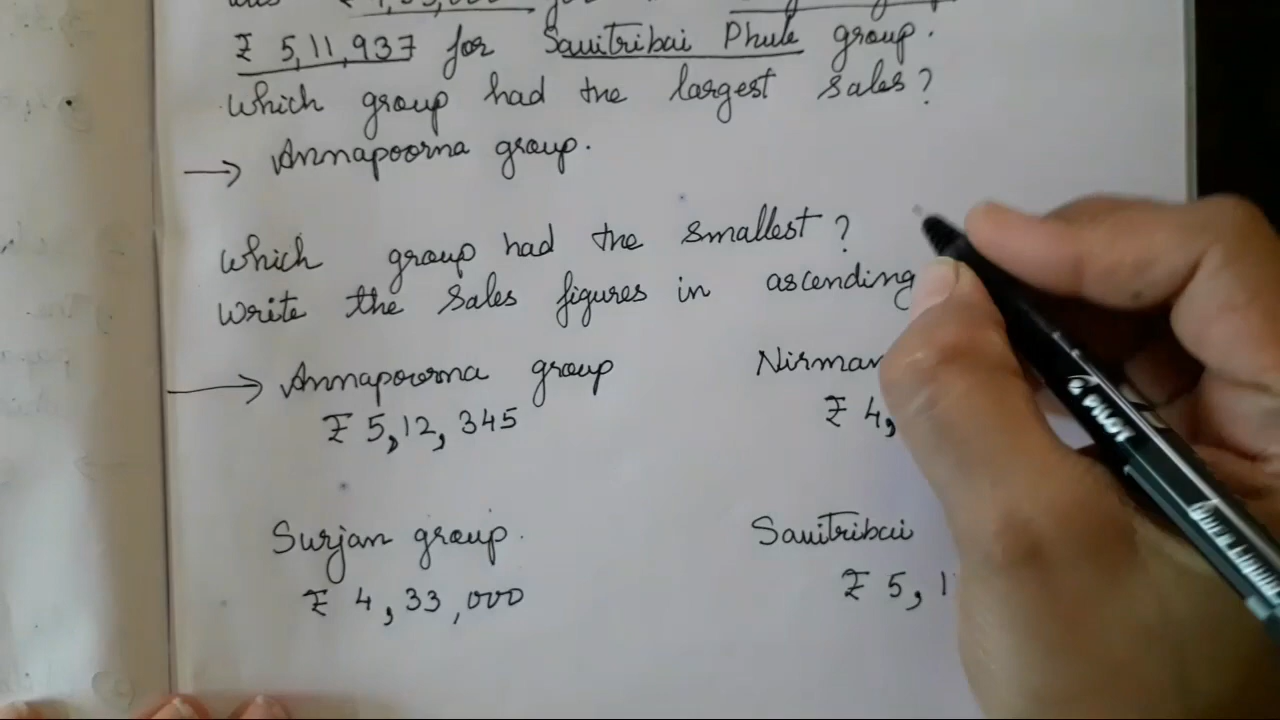 ₹ 5,11,937 for Savitribai Phule group.
which group had the largest sales?
→ Annapoorna group.
which group had the smallest?
write the sales figures in ascending
→ Annapoorna group Nirman
₹ 5,12,345 ₹ 4,
Surjan group. Savitribai
₹ 4,33,000 ₹ 5,1
PILOT